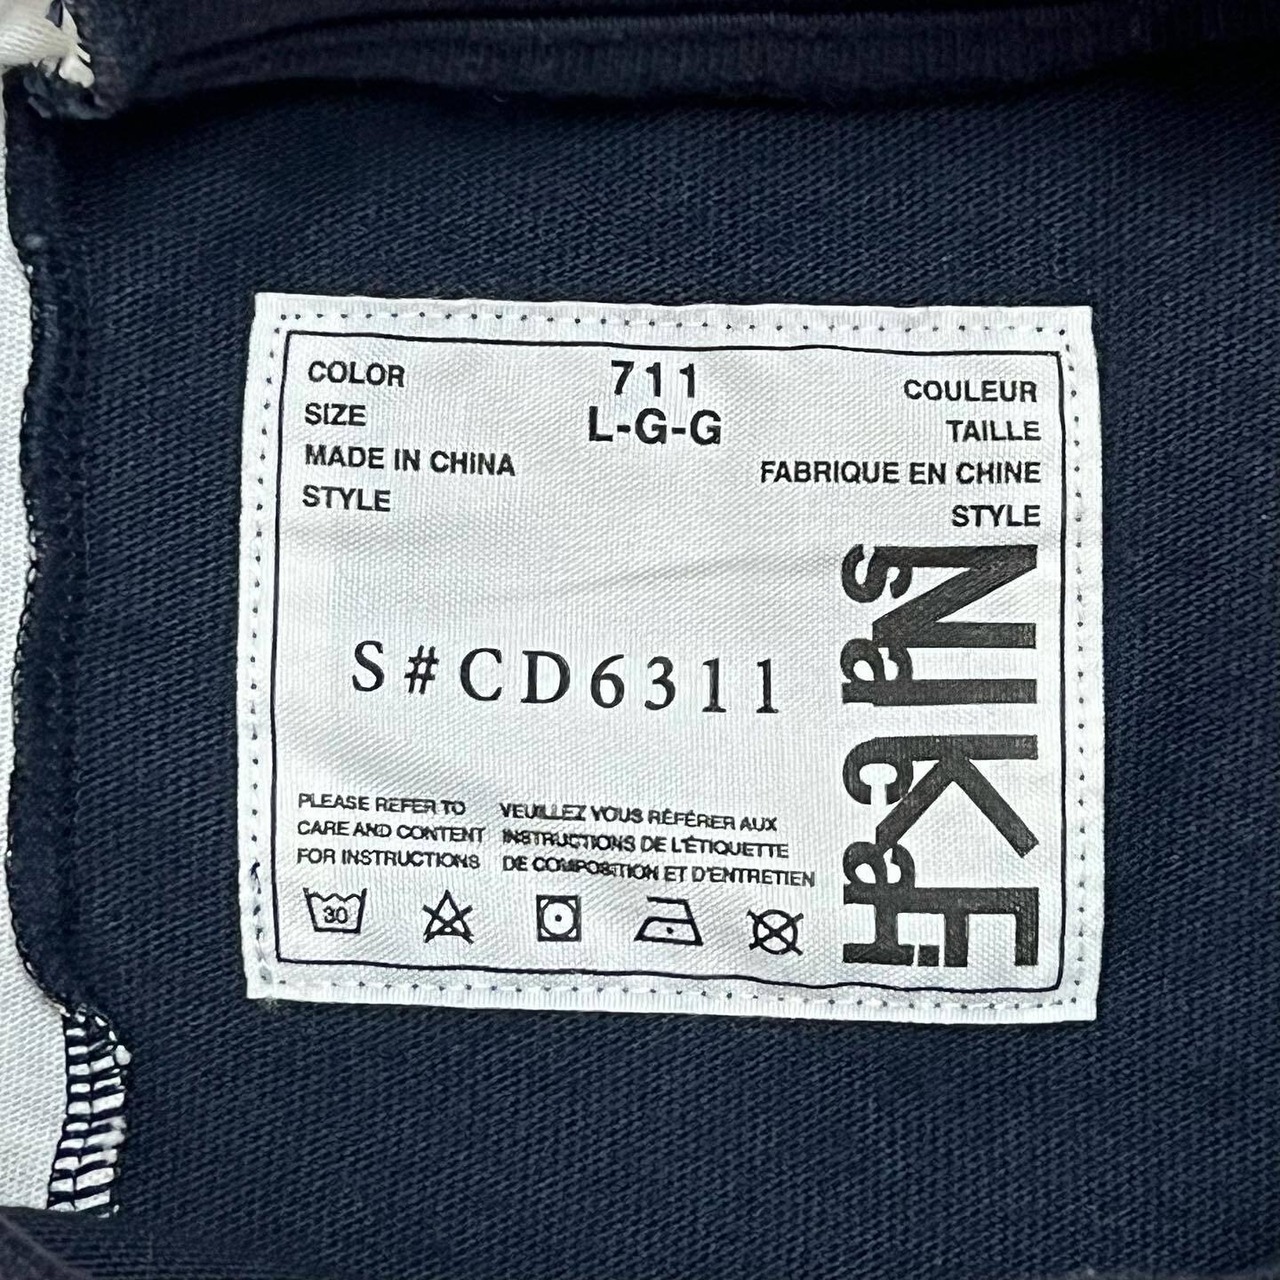 COLOR 711 COULEUR
SIZE L-G-G TAILLE
MADE IN CHINA FABRIQUE EN CHINE
STYLE STYLE
S#CD6311
NIKE
sacai
PLEASE REFER TO VEUILLEZ VOUS RÉFÉRER AUX
CARE AND CONTENT INSTRUCTIONS DE L'ÉTIQUETTE
FOR INSTRUCTIONS DE COMPOSITION ET D'ENTRETIEN
30